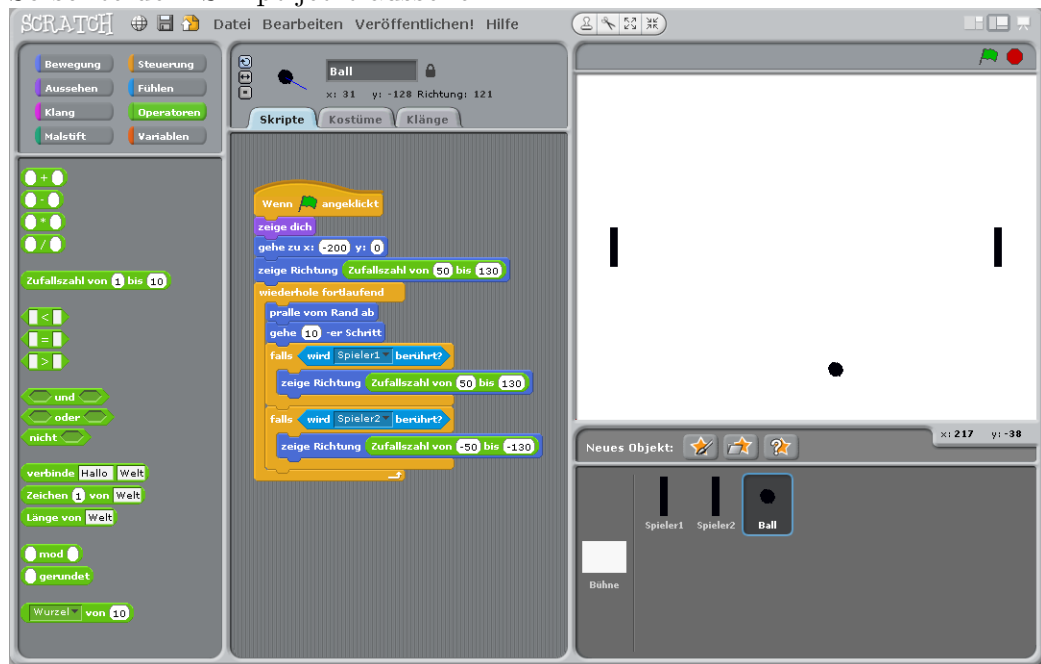 SCRATCH Datei Bearbeiten Veröffentlichen! Hilfe
Bewegung Steuerung
Aussehen Fühlen
Klang Operatoren
Malstift Variablen
+
-
*
/
Zufallszahl von 1 bis 10
<
=
>
und
oder
nicht
verbinde Hallo Welt
Zeichen 1 von Welt
Länge von Welt
mod
gerundet
Wurzel von 10
Ball
x: 31 y: -128 Richtung: 121
Skripte Kostüme Klänge
Wenn angeklickt
zeige dich
gehe zu x: -200 y: 0
zeige Richtung Zufallszahl von 50 bis 130
wiederhole fortlaufend
pralle vom Rand ab
gehe 10 -er Schritt
falls wird Spieler1 berührt?
zeige Richtung Zufallszahl von 50 bis 130
falls wird Spieler2 berührt?
zeige Richtung Zufallszahl von -50 bis -130
x: 217 y: -38
Neues Objekt:
Spieler1 Spieler2 Ball
Bühne